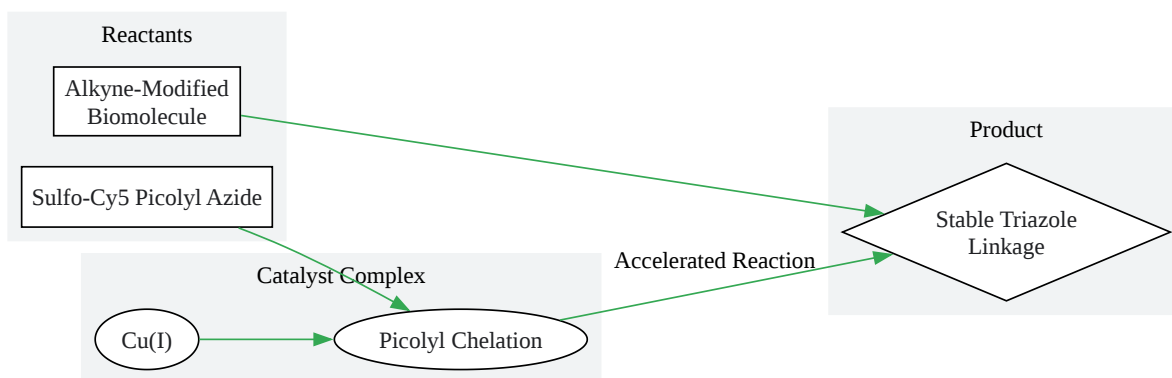 Reactants
Alkyne-Modified
Biomolecule
Sulfo-Cy5 Picolyl Azide
Catalyst Complex
Cu(I)
Picolyl Chelation
Accelerated Reaction
Product
Stable Triazole
Linkage